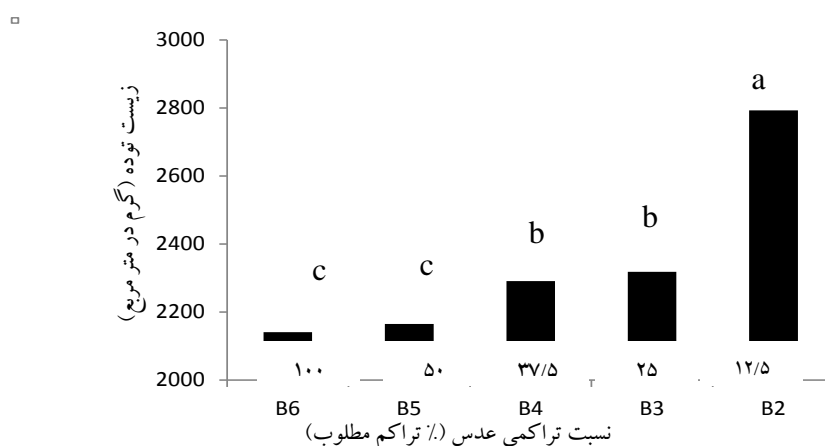 زیست توده (گرم در متر مربع)
3000
2800
2600
2400
2200
2000
a
b
b
c
c
۱۰۰ ۵۰ ۳۷/۵ ۲۵ ۱۲/۵
B6 B5 B4 B3 B2
نسبت تراکمی عدس (٪ تراکم مطلوب)